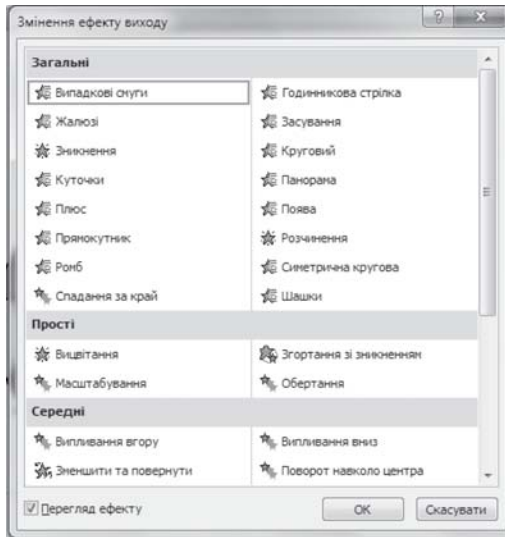 Змінення ефекту виходу
Загальні
Випадкові смуги
Годинникова стрілка
Жалюзі
Засування
Зникнення
Круговий
Куточки
Панорама
Плюс
Поява
Прямокутник
Розчинення
Ромб
Симетрична кругова
Спадання за край
Шашки
Прості
Вицвітання
Згортання зі зникненням
Масштабування
Обертання
Середні
Випливання вгору
Випливання вниз
Зменшити та повернути
Поворот навколо центра
Перегляд ефекту
ОК
Скасувати